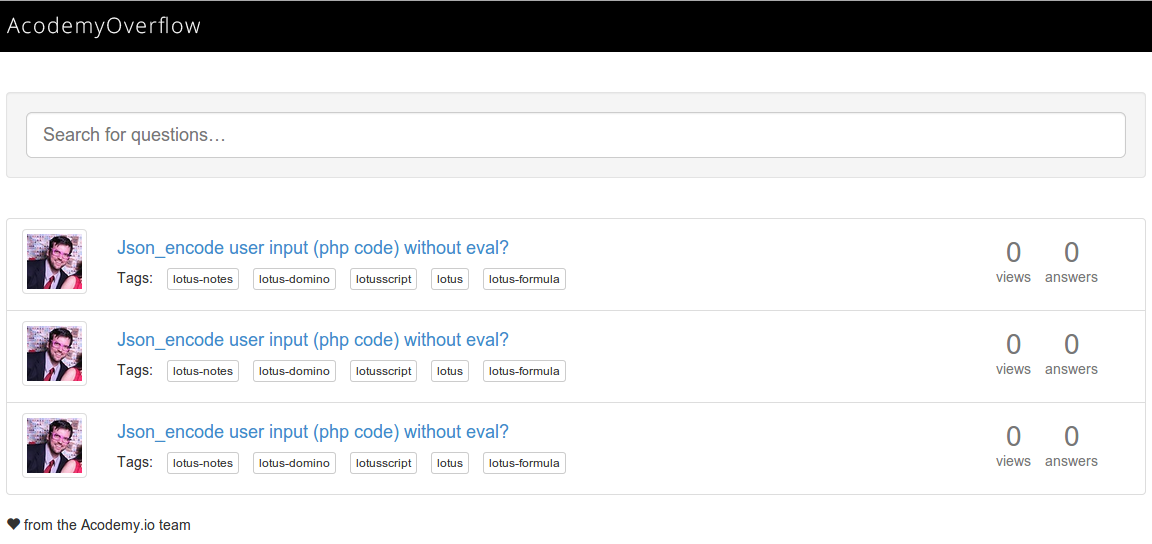 AcodemyOverflow
Search for questions…
Json_encode user input (php code) without eval? 0 0
Tags: lotus-notes lotus-domino lotusscript lotus lotus-formula views answers
Json_encode user input (php code) without eval? 0 0
Tags: lotus-notes lotus-domino lotusscript lotus lotus-formula views answers
Json_encode user input (php code) without eval? 0 0
Tags: lotus-notes lotus-domino lotusscript lotus lotus-formula views answers
♥ from the Acodemy.io team